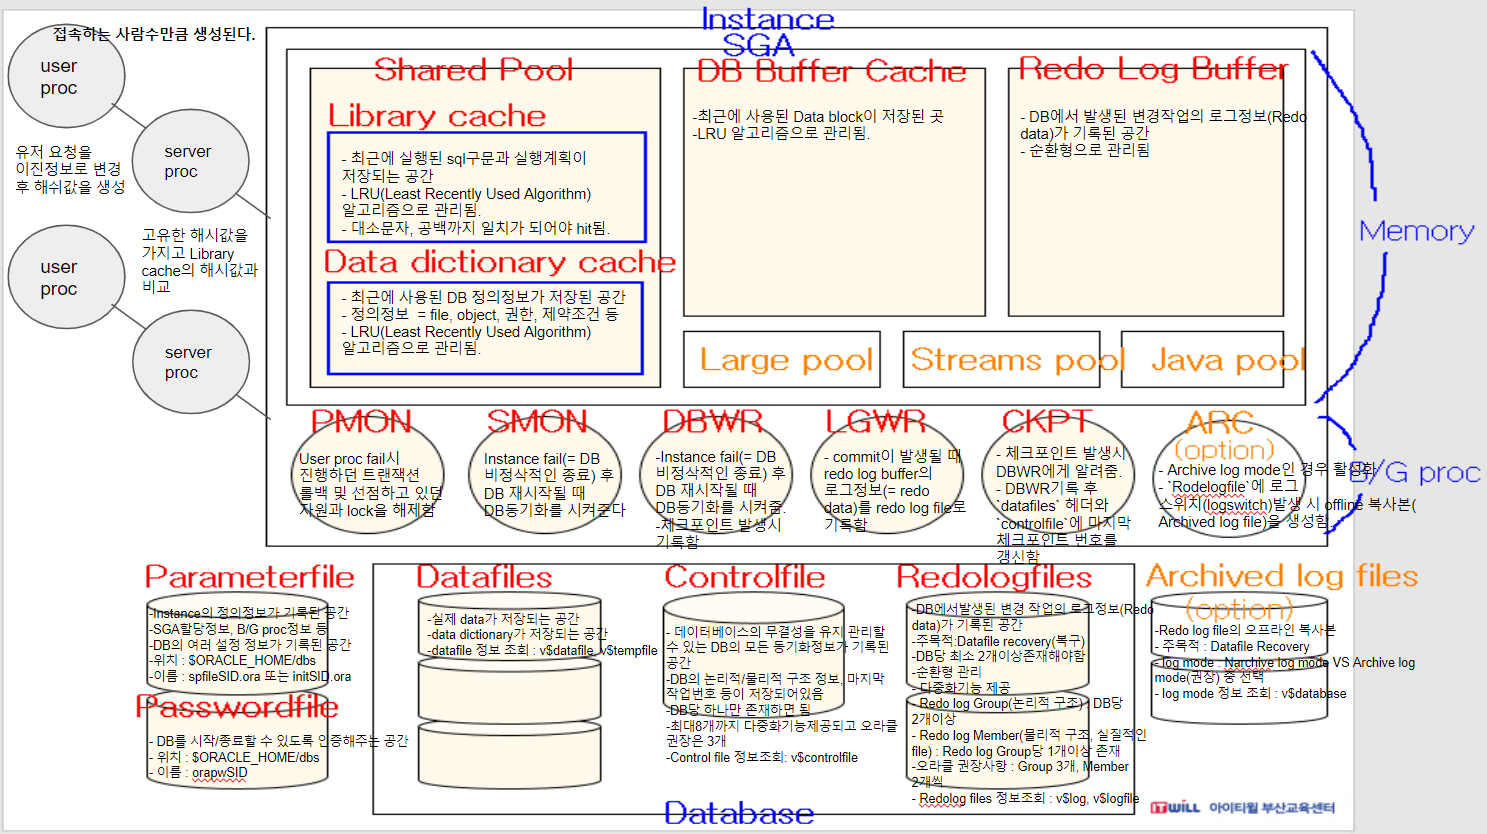 Instance
SGA
접속하는 사람수만큼 생성된다.
user
proc
server
proc
유저 요청을
이진정보로 변경
후 해쉬값을 생성
user
proc
고유한 해시값을
가지고 Library
cache의 해시값과
비교
server
proc
Shared Pool
Library cache
- 최근에 실행된 sql구문과 실행계획이
저장되는 공간
- LRU(Least Recently Used Algorithm)
알고리즘으로 관리됨.
- 대소문자, 공백까지 일치가 되어야 hit됨.
Data dictionary cache
- 최근에 사용된 DB 정의정보가 저장된 공간
- 정의정보 = file, object, 권한, 제약조건 등
- LRU(Least Recently Used Algorithm)
알고리즘으로 관리됨.
DB Buffer Cache
-최근에 사용된 Data block이 저장된 곳
-LRU 알고리즘으로 관리됨.
Redo Log Buffer
- DB에서 발생된 변경작업의 로그정보(Redo
data)가 기록된 공간
- 순환형으로 관리됨
Large pool
Streams pool
Java pool
Memory
PMON
User proc fail시
진행하던 트랜잭션
롤백 및 선점하고 있던
자원과 lock을 해제함
SMON
Instance fail(= DB
비정상적인 종료) 후
DB 재시작될 때
DB동기화를 시켜준다
DBWR
-Instance fail(= DB
비정상적인 종료) 후
DB 재시작될 때
DB동기화를 시켜줌.
-체크포인트 발생시
기록함
LGWR
- commit이 발생될 때
redo log buffer의
로그정보(= redo
data)를 redo log file로
기록함
CKPT
- 체크포인트 발생시
DBWR에게 알려줌.
- DBWR기록 후
`datafiles` 헤더와
`controlfile`에 마지막
체크포인트 번호를
갱신함
ARC
(option)
- Archive log mode인 경우 활성화
- `Rodelogfile`에 로그
스위치(logswitch)발생 시 offline 복사본(
Archived log file)을 생성함
B/G proc
Parameterfile
-Instance의 정의정보가 기록된 공간
-SGA할당정보, B/G proc정보 등
-DB의 여러 설정 정보가 기록된 공간
-위치 : $ORACLE_HOME/dbs
-이름 : spfileSID.ora 또는 initSID.ora
Passwordfile
- DB를 시작/종료할 수 있도록 인증해주는 공간
- 위치 : $ORACLE_HOME/dbs
- 이름 : orapwSID
Datafiles
-실제 data가 저장되는 공간
-data dictionary가 저장되는 공간
-datafile 정보 조회 : v$datafile, v$tempfile
Controlfile
- 데이터베이스의 무결성을 유지 관리할
수 있는 DB의 모든 동기화정보가 기록된
공간
-DB의 논리적/물리적 구조 정보, 마지막
작업번호 등이 저장되어있음
-DB당 하나만 존재하면 됨
-최대8개까지 다중화기능제공되고 오라클
권장은 3개
-Control file 정보조회: v$controlfile
Redologfiles
-DB에서발생된 변경 작업의 로그정보(Redo
data)가 기록된 공간
-주목적:Datafile recovery(복구)
-DB당 최소 2개이상존재해야함
-순환형 관리
- 다중화기능 제공
- Redo log Group(논리적 구조) : DB당
2개이상
- Redo log Member(물리적 구조, 실질적인
file) : Redo log Group당 1개이상 존재
-오라클 권장사항 : Group 3개, Member
2개씩
- Redolog files 정보조회 : v$log, v$logfile
Archived log files
(option)
-Redo log file의 오프라인 복사본
- 주목적 : Datafile Recovery
- log mode : Narchive log mode VS Archive log
mode(권장) 중 선택
- log mode 정보 조회 : v$database
Database
ITWILL 아이티윌 부산교육센터